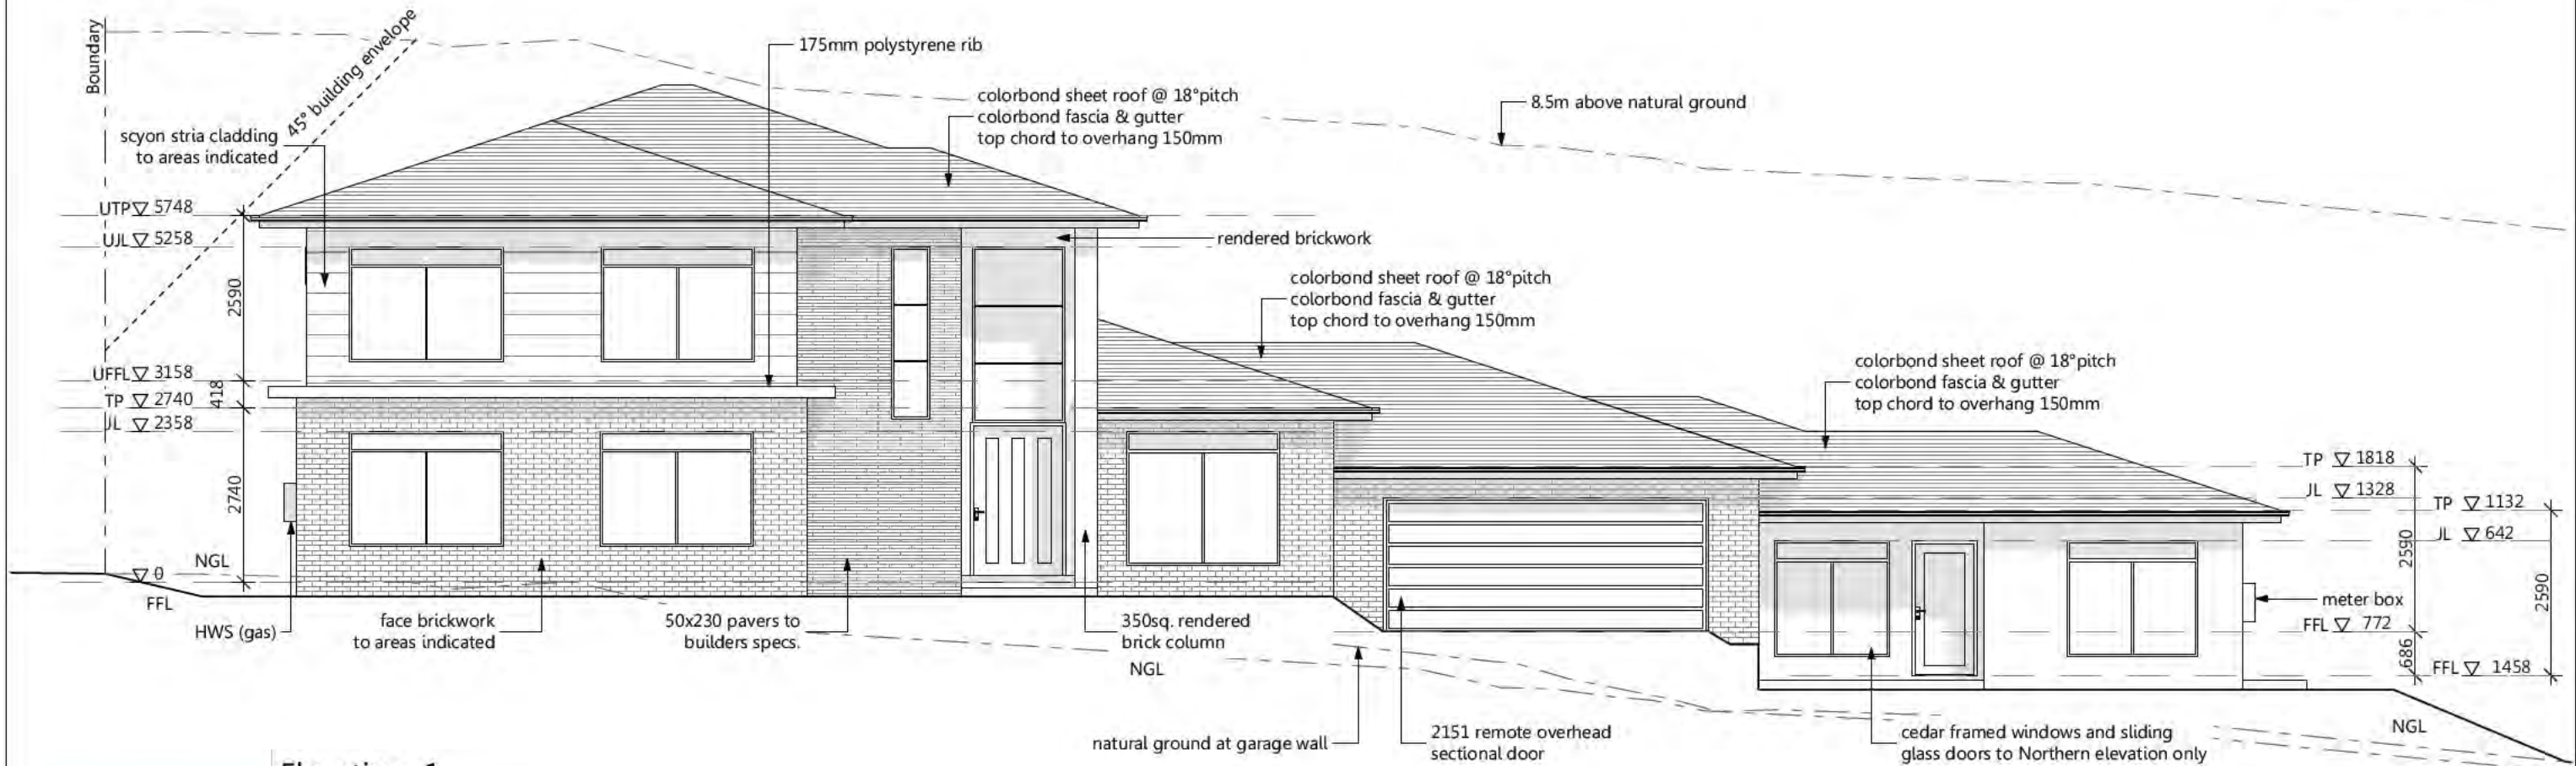 Boundary
45° building envelope
175mm polystyrene rib
colorbond sheet roof @ 18°pitch
colorbond fascia & gutter
top chord to overhang 150mm
8.5m above natural ground
scyon stria cladding
to areas indicated
UTP 5748
UJL 5258
2590
UFFL 3158
418
TP 2740
JL 2358
2740
NGL
0
FFL
HWS (gas)
face brickwork
to areas indicated
50x230 pavers to
builders specs.
350sq. rendered
brick column
NGL
rendered brickwork
colorbond sheet roof @ 18°pitch
colorbond fascia & gutter
top chord to overhang 150mm
colorbond sheet roof @ 18°pitch
colorbond fascia & gutter
top chord to overhang 150mm
TP 1818
JL 1328
TP 1132
JL 642
2590
2590
meter box
FFL 772
686
FFL 1458
natural ground at garage wall
2151 remote overhead
sectional door
cedar framed windows and sliding
glass doors to Northern elevation only
NGL